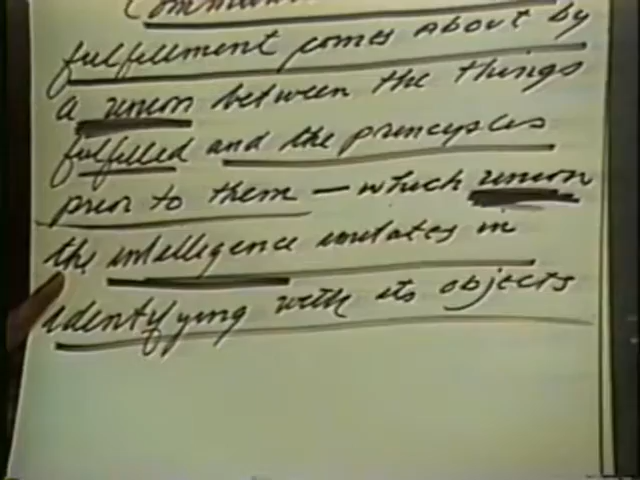 fulfillment comes about by
a union between the things
fulfilled and the principles
prior to them — which union
the intelligence imitates in
identifying with its objects